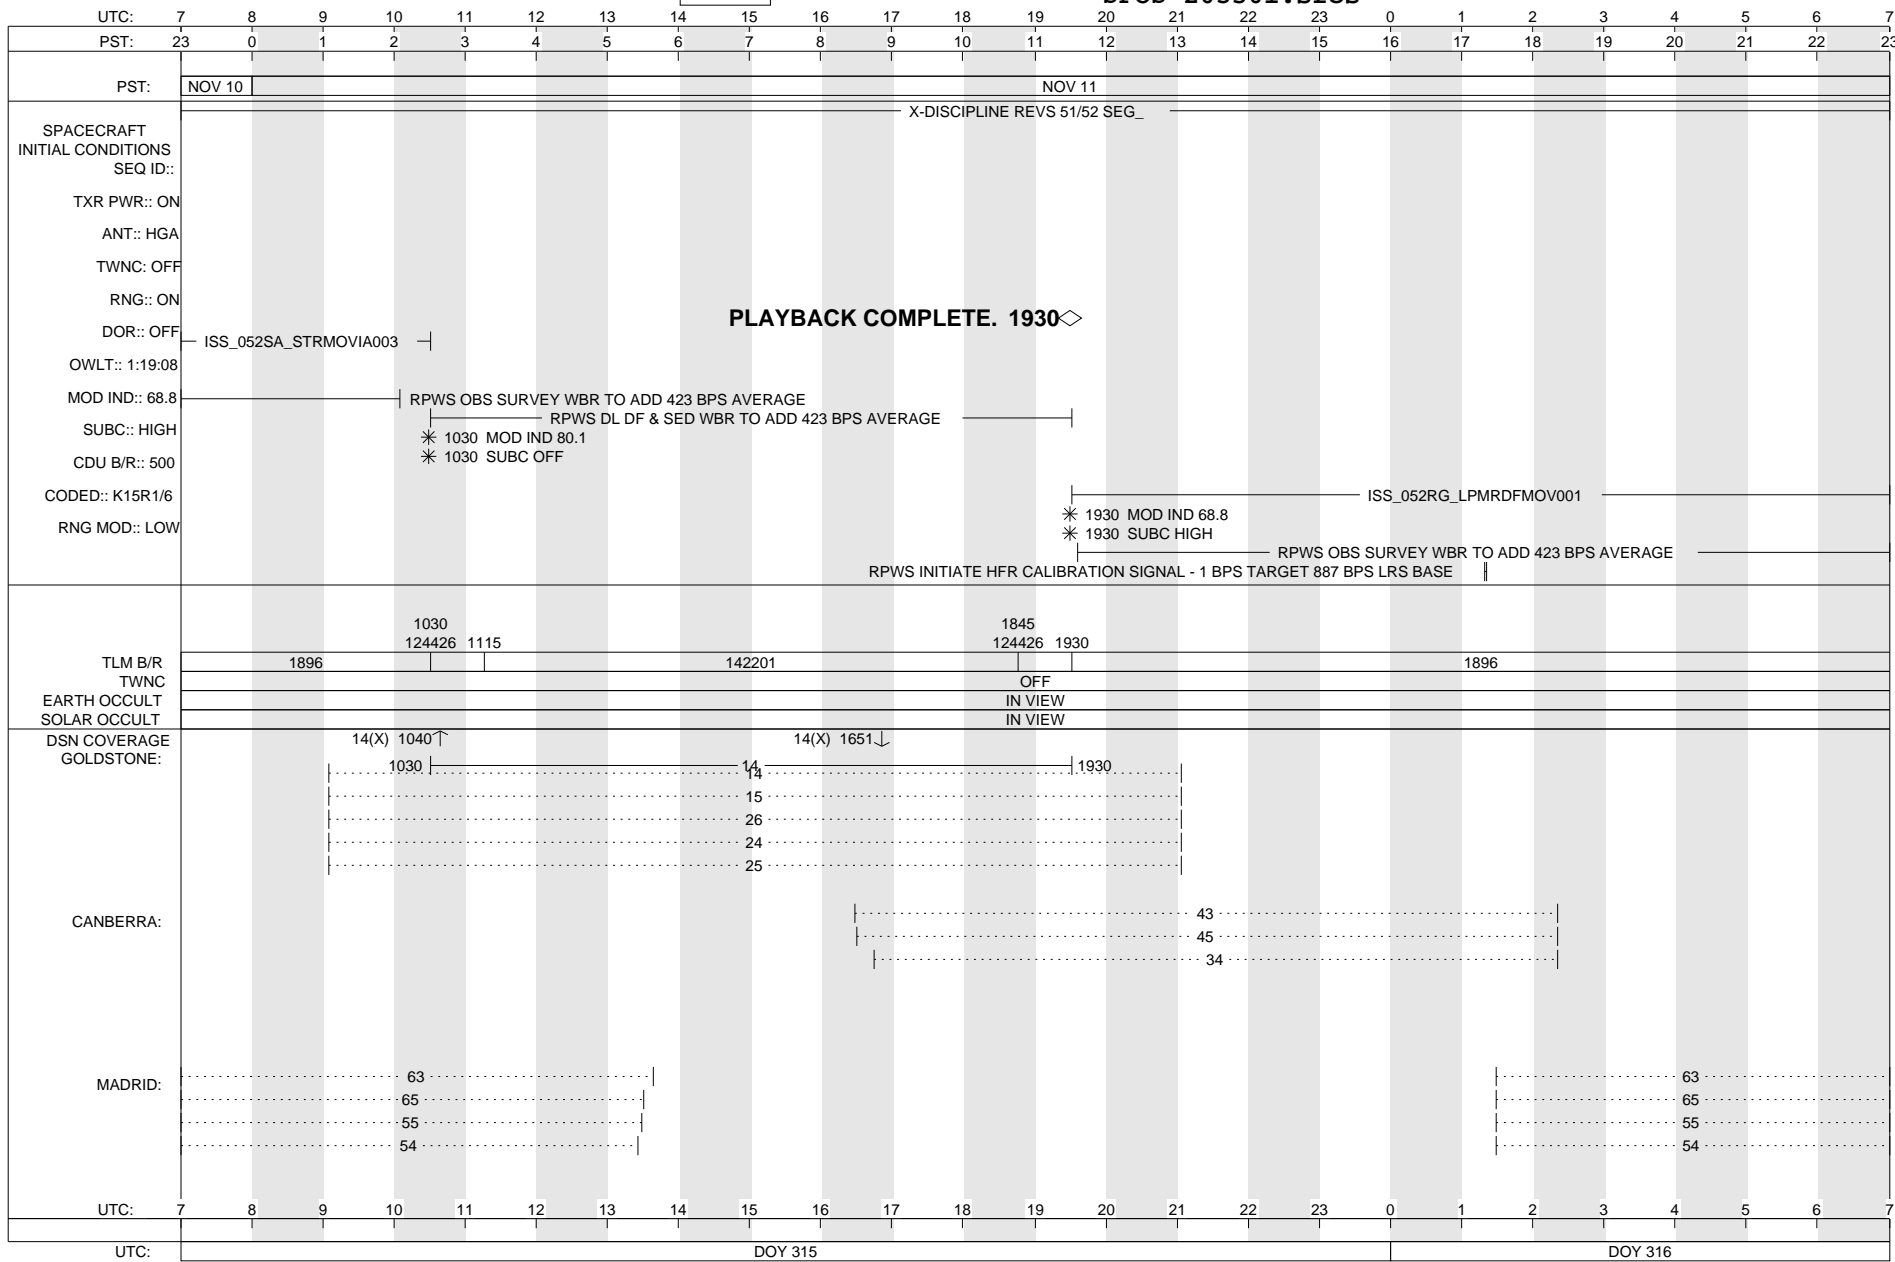 UTC: 7 8 9 10 11 12 13 14 15 16 17 18 19 20 21 22 23 0 1 2 3 4 5 6 7
PST: 23 0 1 2 3 4 5 6 7 8 9 10 11 12 13 14 15 16 17 18 19 20 21 22 23
PST: NOV 10 NOV 11
X-DISCIPLINE REVS 51/52 SEG_
SPACECRAFT
INITIAL CONDITIONS
SEQ ID::
TXR PWR:: ON
ANT:: HGA
TWNC: OFF
RNG:: ON
PLAYBACK COMPLETE. 1930
DOR:: OFF
ISS_052SA_STRMOVIA003
OWLT:: 1:19:08
MOD IND:: 68.8
RPWS OBS SURVEY WBR TO ADD 423 BPS AVERAGE
RPWS DL DF & SED WBR TO ADD 423 BPS AVERAGE
SUBC:: HIGH
1030 MOD IND 80.1
1030 SUBC OFF
CDU B/R:: 500
CODED:: K15R1/6
ISS_052RG_LPMRDFMOV001
1930 MOD IND 68.8
RNG MOD:: LOW
1930 SUBC HIGH
RPWS OBS SURVEY WBR TO ADD 423 BPS AVERAGE
RPWS INITIATE HFR CALIBRATION SIGNAL - 1 BPS TARGET 887 BPS LRS BASE
1030 1845
124426 1115 124426 1930
TLM B/R 1896 142201 1896
TWNC OFF
EARTH OCCULT IN VIEW
SOLAR OCCULT IN VIEW
DSN COVERAGE 14(X) 1040 14(X) 1651
GOLDSTONE:
1030 14 1930
14
15
26
24
25
CANBERRA:
43
45
34
MADRID:
63 63
65 65
55 55
54 54
UTC: 7 8 9 10 11 12 13 14 15 16 17 18 19 20 21 22 23 0 1 2 3 4 5 6 7
UTC: DOY 315 DOY 316